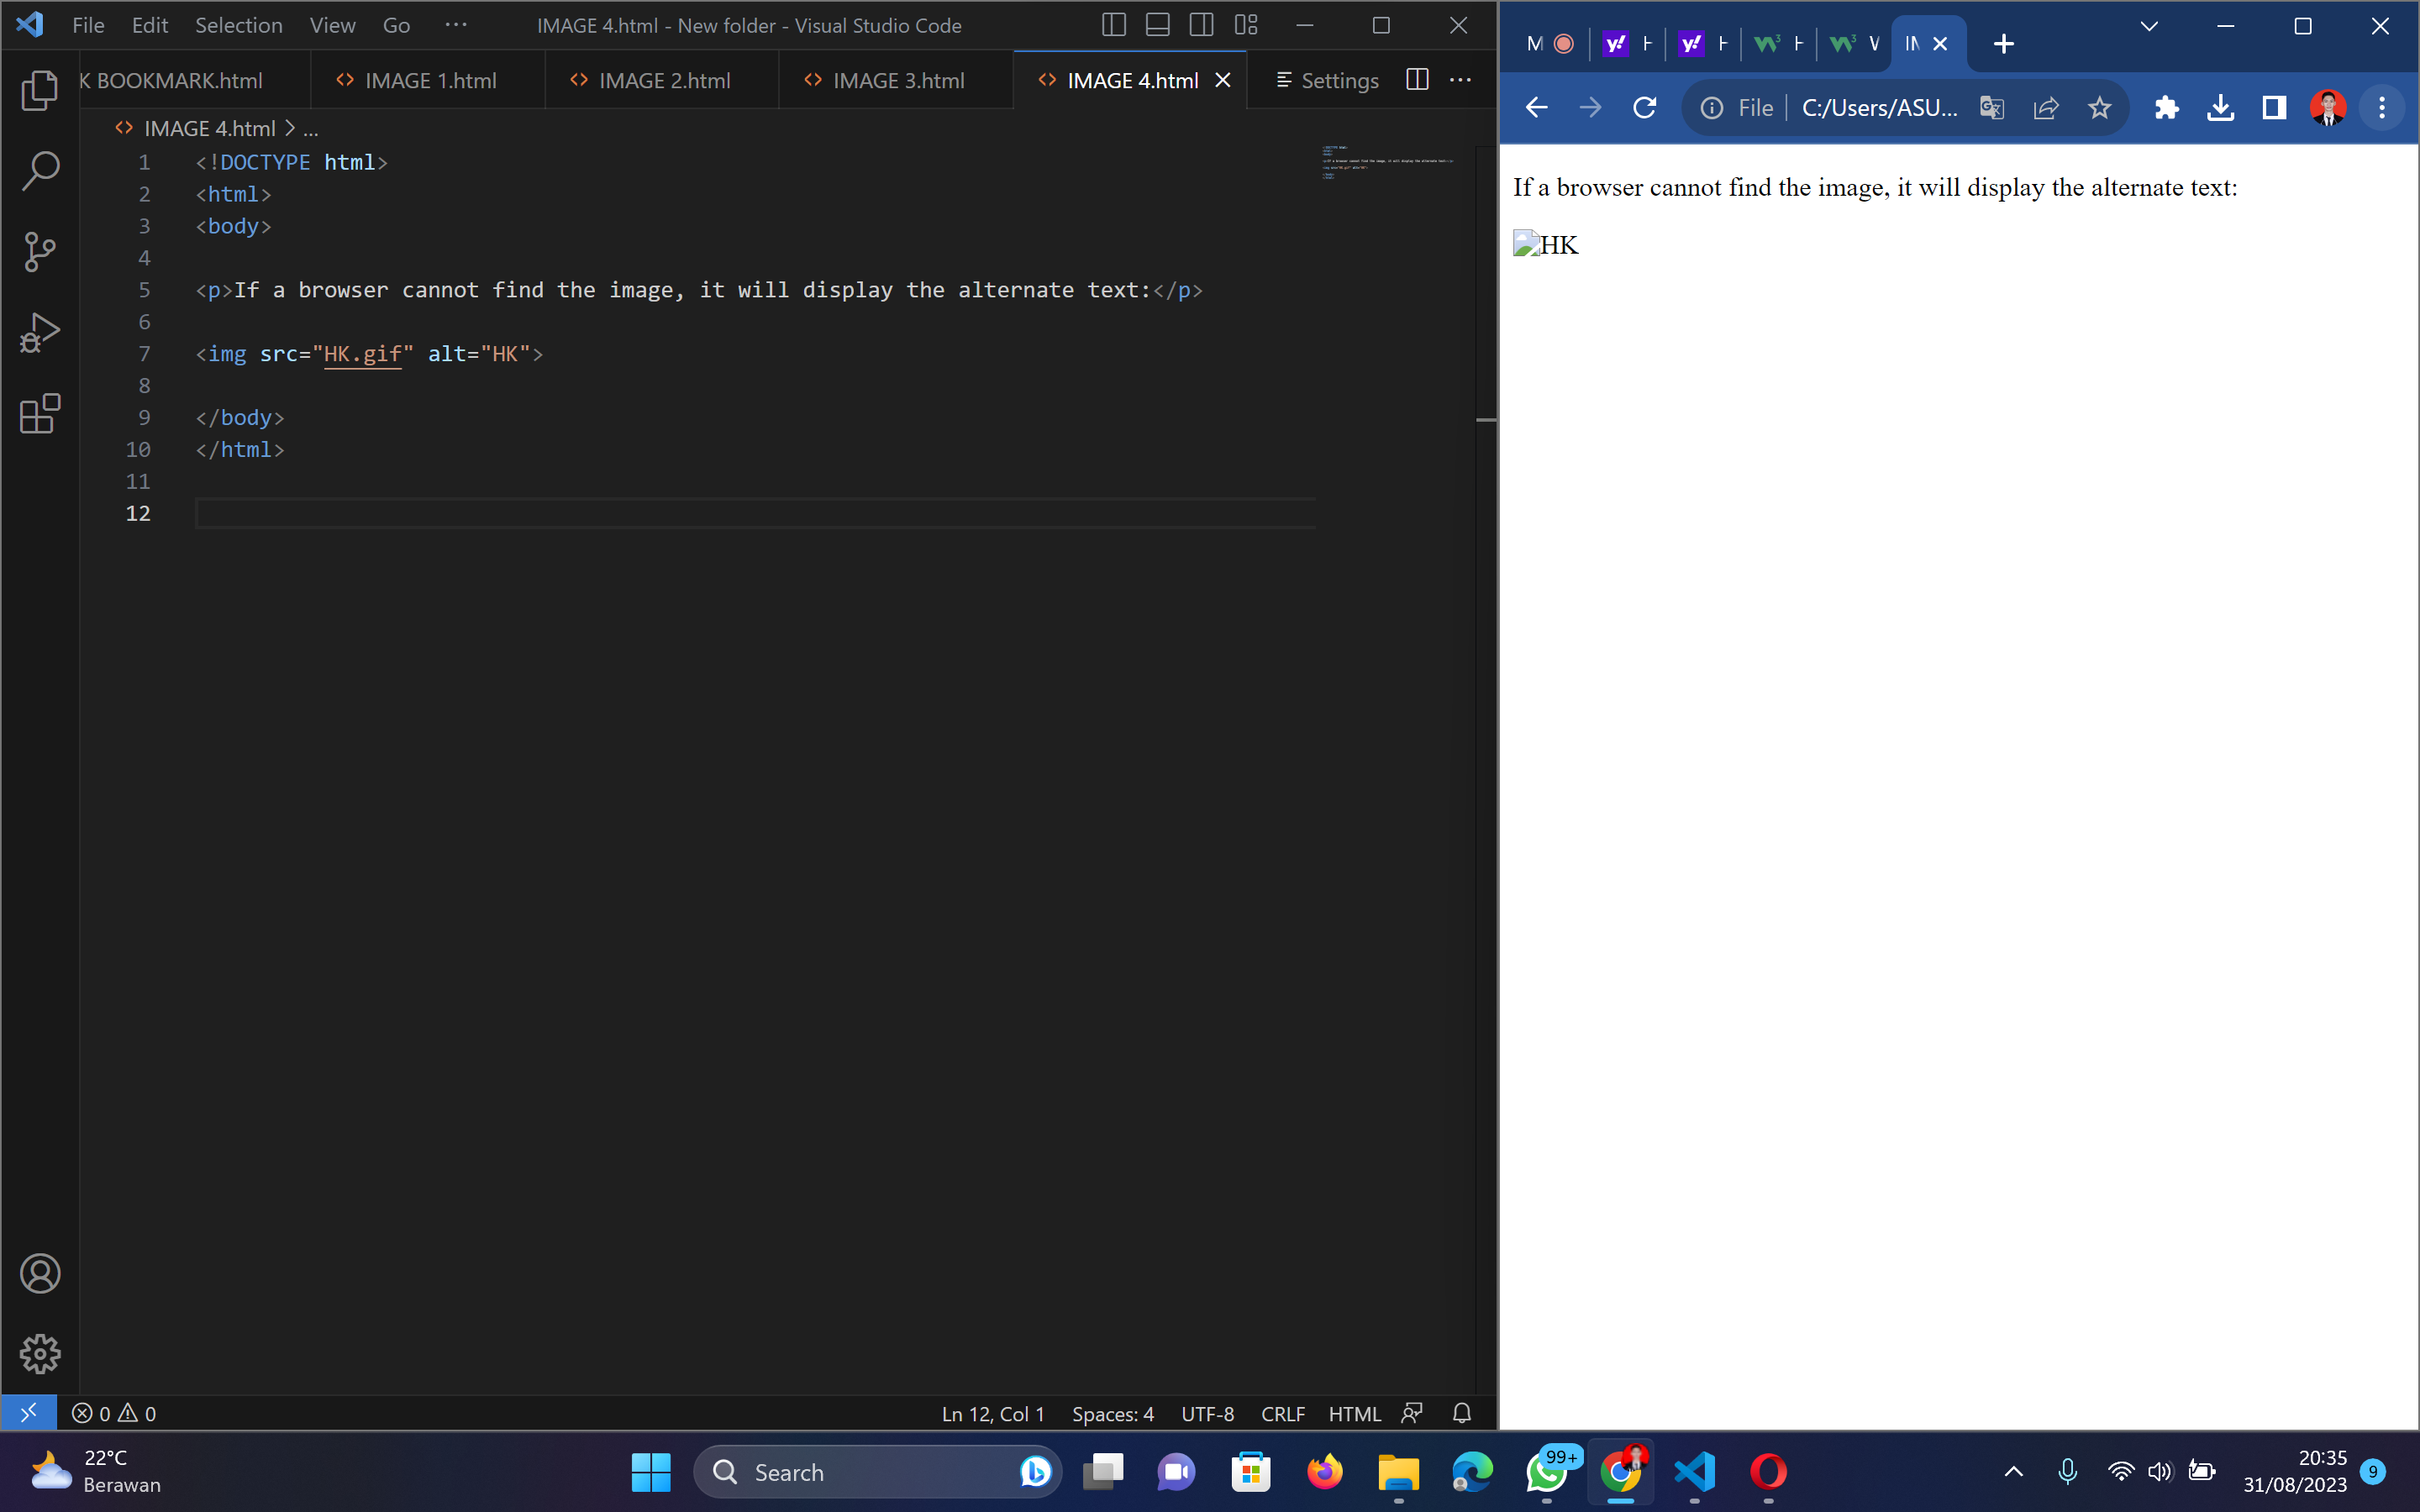 File Edit Selection View Go ··· IMAGE 4.html - New folder - Visual Studio Code
K BOOKMARK.html IMAGE 1.html IMAGE 2.html IMAGE 3.html IMAGE 4.html Settings
IMAGE 4.html > ...
1 <!DOCTYPE html>
2 <html>
3 <body>
4
5 <p>If a browser cannot find the image, it will display the alternate text:</p>
6
7 <img src="HK.gif" alt="HK">
8
9 </body>
10 </html>
11
12
0 0
Ln 12, Col 1 Spaces: 4 UTF-8 CRLF HTML
File C:/Users/ASU...
If a browser cannot find the image, it will display the alternate text:
HK
22°C
Berawan
Search
99+
20:35
31/08/2023
9